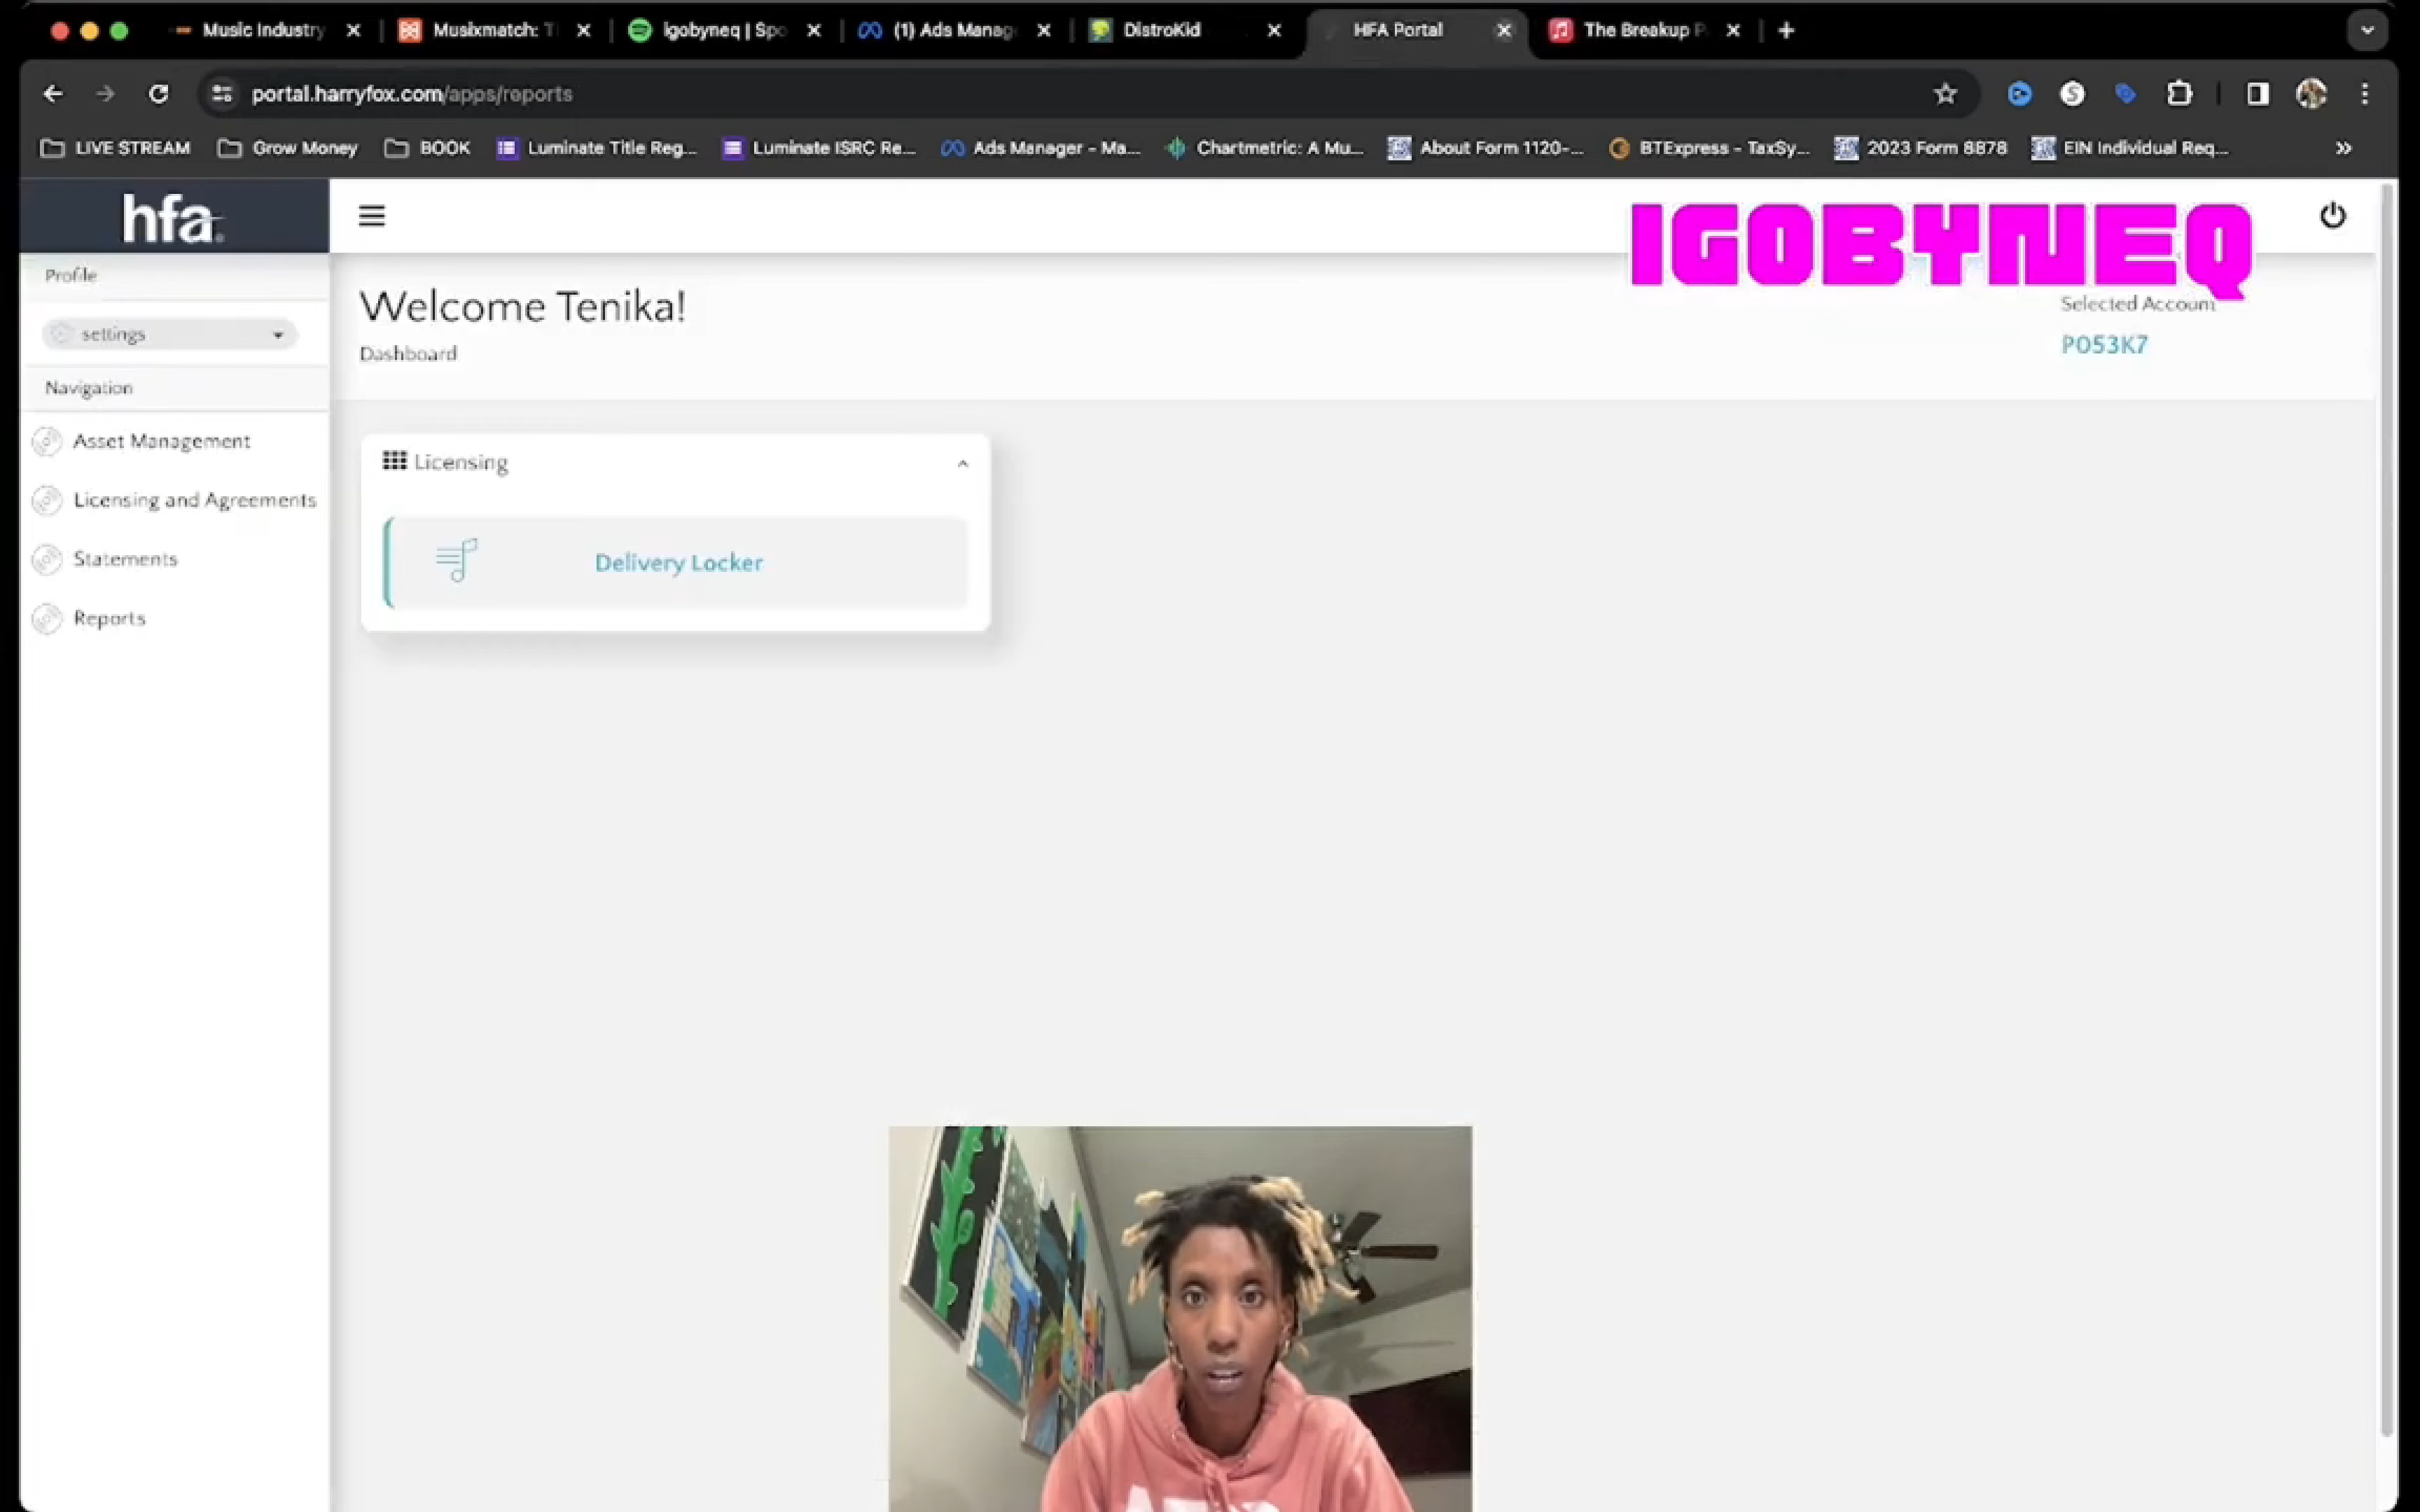 Music Industry
Musixmatch: T
igobyneq | Spo
(1) Ads Manag
DistroKid
HFA Portal
The Breakup P
portal.harryfox.com/apps/reports
LIVE STREAM
Grow Money
BOOK
Luminate Title Reg...
Luminate ISRC Re...
Ads Manager - Ma...
Chartmetric: A Mu...
About Form 1120-...
BTExpress - TaxSy...
2023 Form 8878
EIN Individual Req...
hfa
IGOBYNEQ
Profile
settings
Navigation
Asset Management
Licensing and Agreements
Statements
Reports
Welcome Tenika!
Dashboard
Selected Account
P053K7
Licensing
Delivery Locker